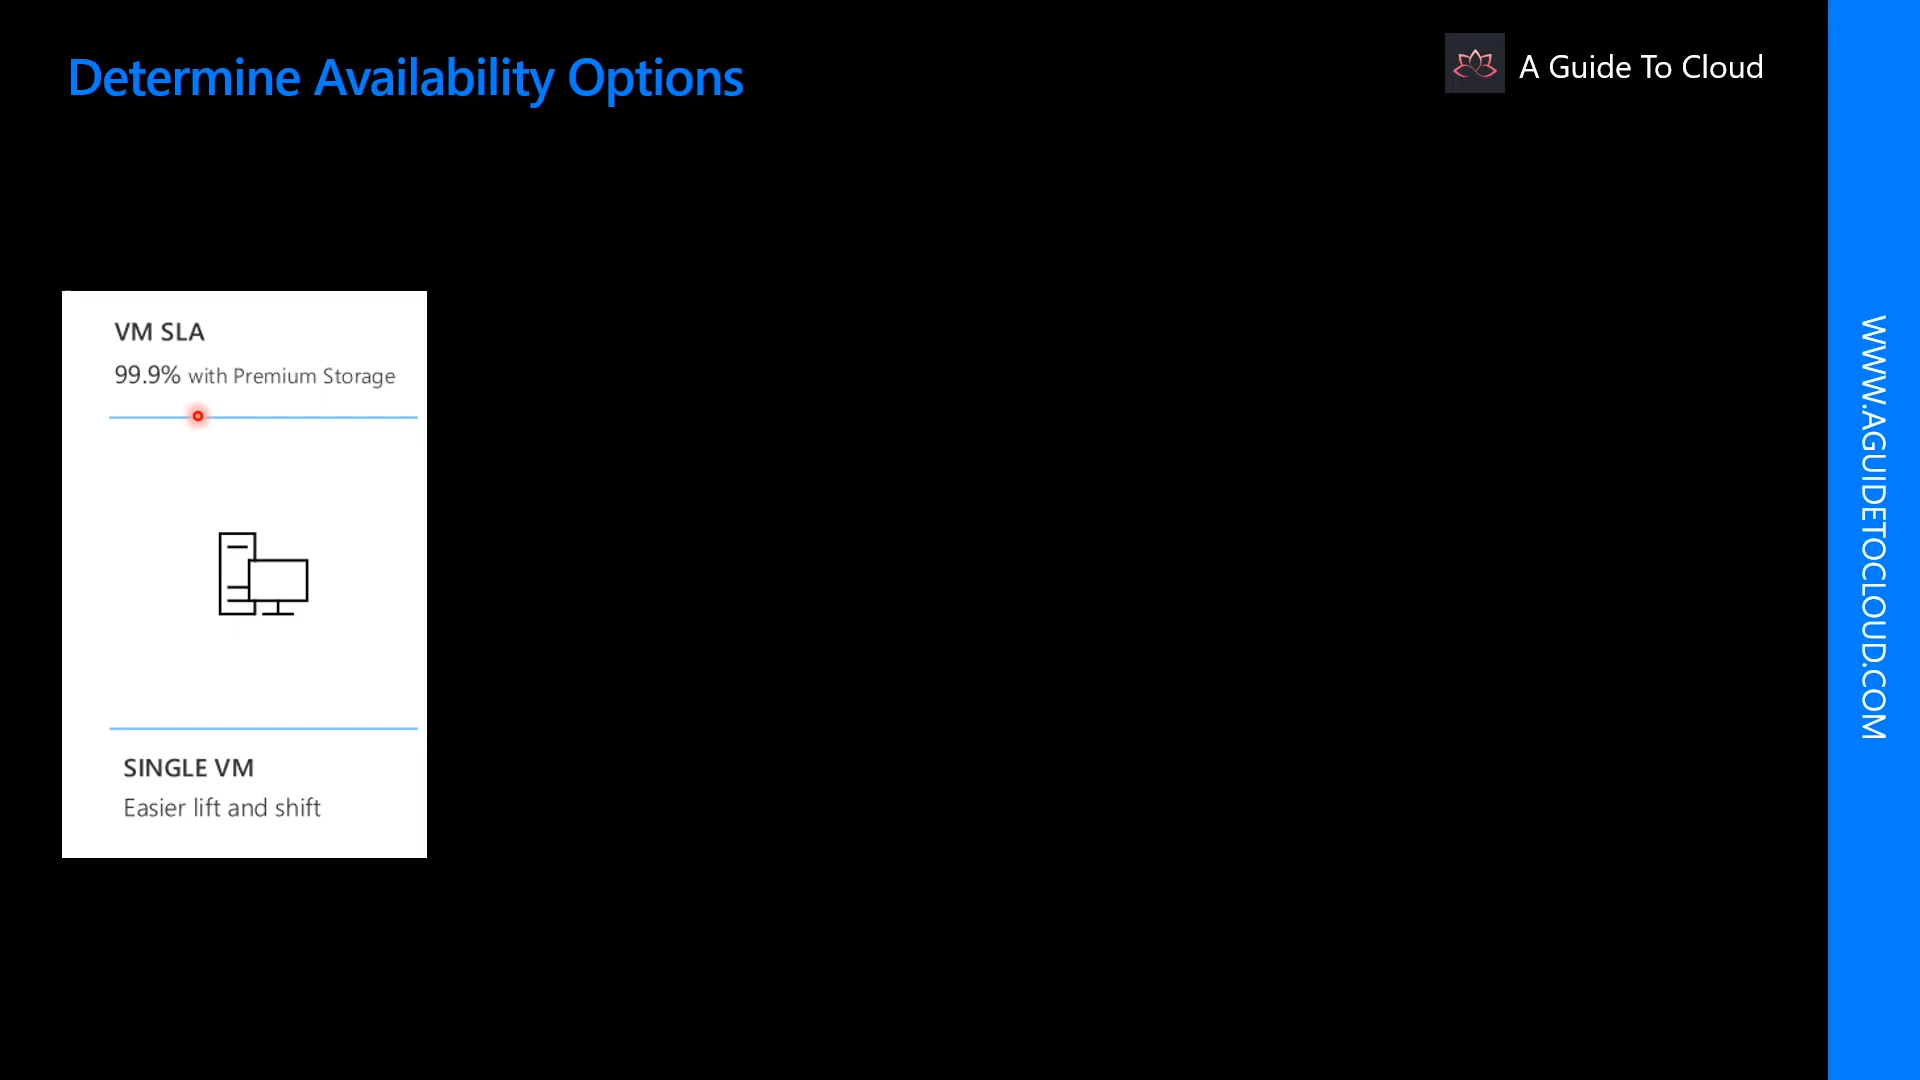 Determine Availability Options
A Guide To Cloud
VM SLA
99.9% with Premium Storage
SINGLE VM
Easier lift and shift
WWW.AGUIDETOCLOUD.COM